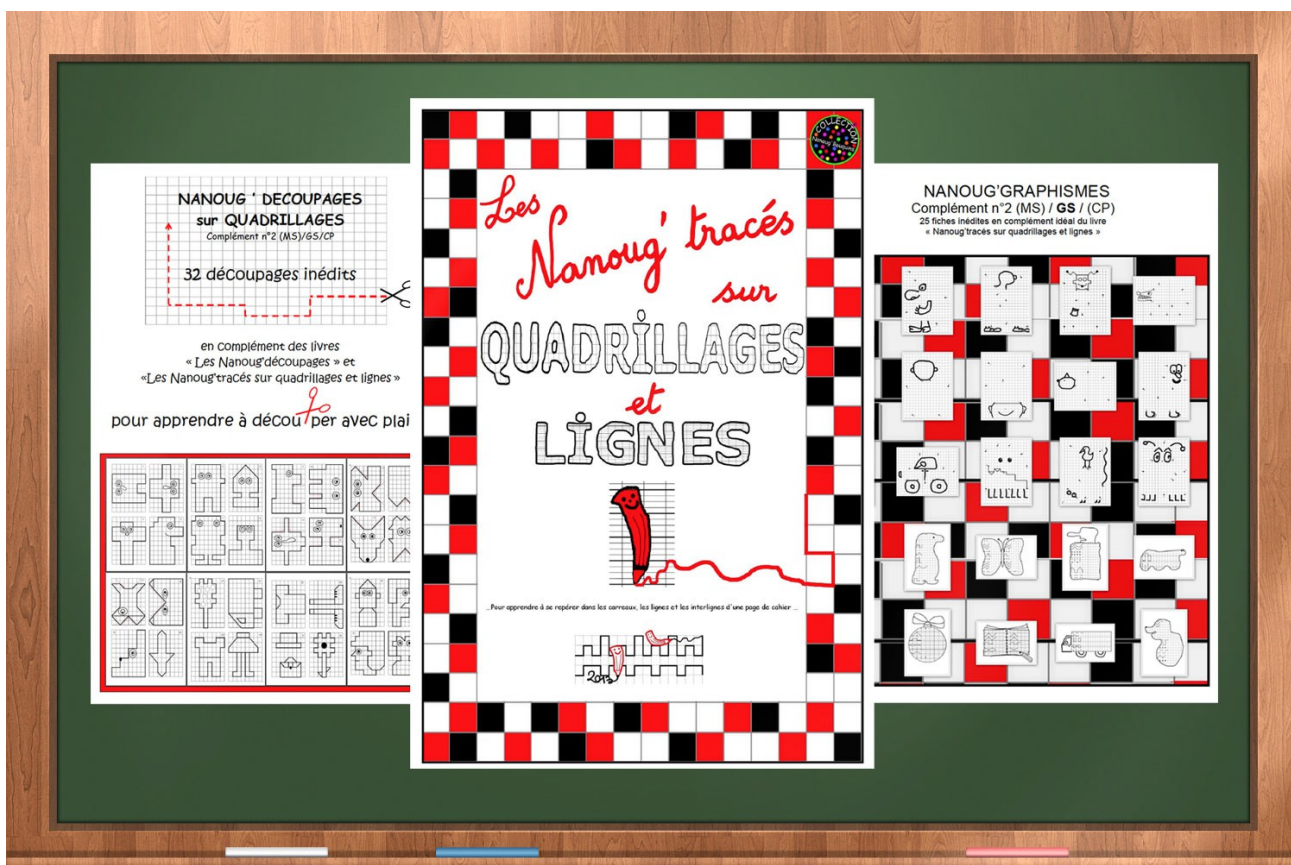 NANOUG ' DECOUPAGES
sur QUADRILLAGES
Complément n°2 (MS)/GS/CP
32 découpages inédits
en complément des livres
« Les Nanoug'découpages » et
«Les Nanoug'tracés sur quadrillages et lignes »
pour apprendre à découper avec plai
COLLECTION
Les
Nanoug' tracés
sur
QUADRILLAGES
et
LIGNES
...Pour apprendre à se repérer dans les carreaux, les lignes et les interlignes d'une page de cahier ...
2013
NANOUG'GRAPHISMES
Complément n°2 (MS) / GS / (CP)
25 fiches inédites en complément idéal du livre
« Nanoug'tracés sur quadrillages et lignes »